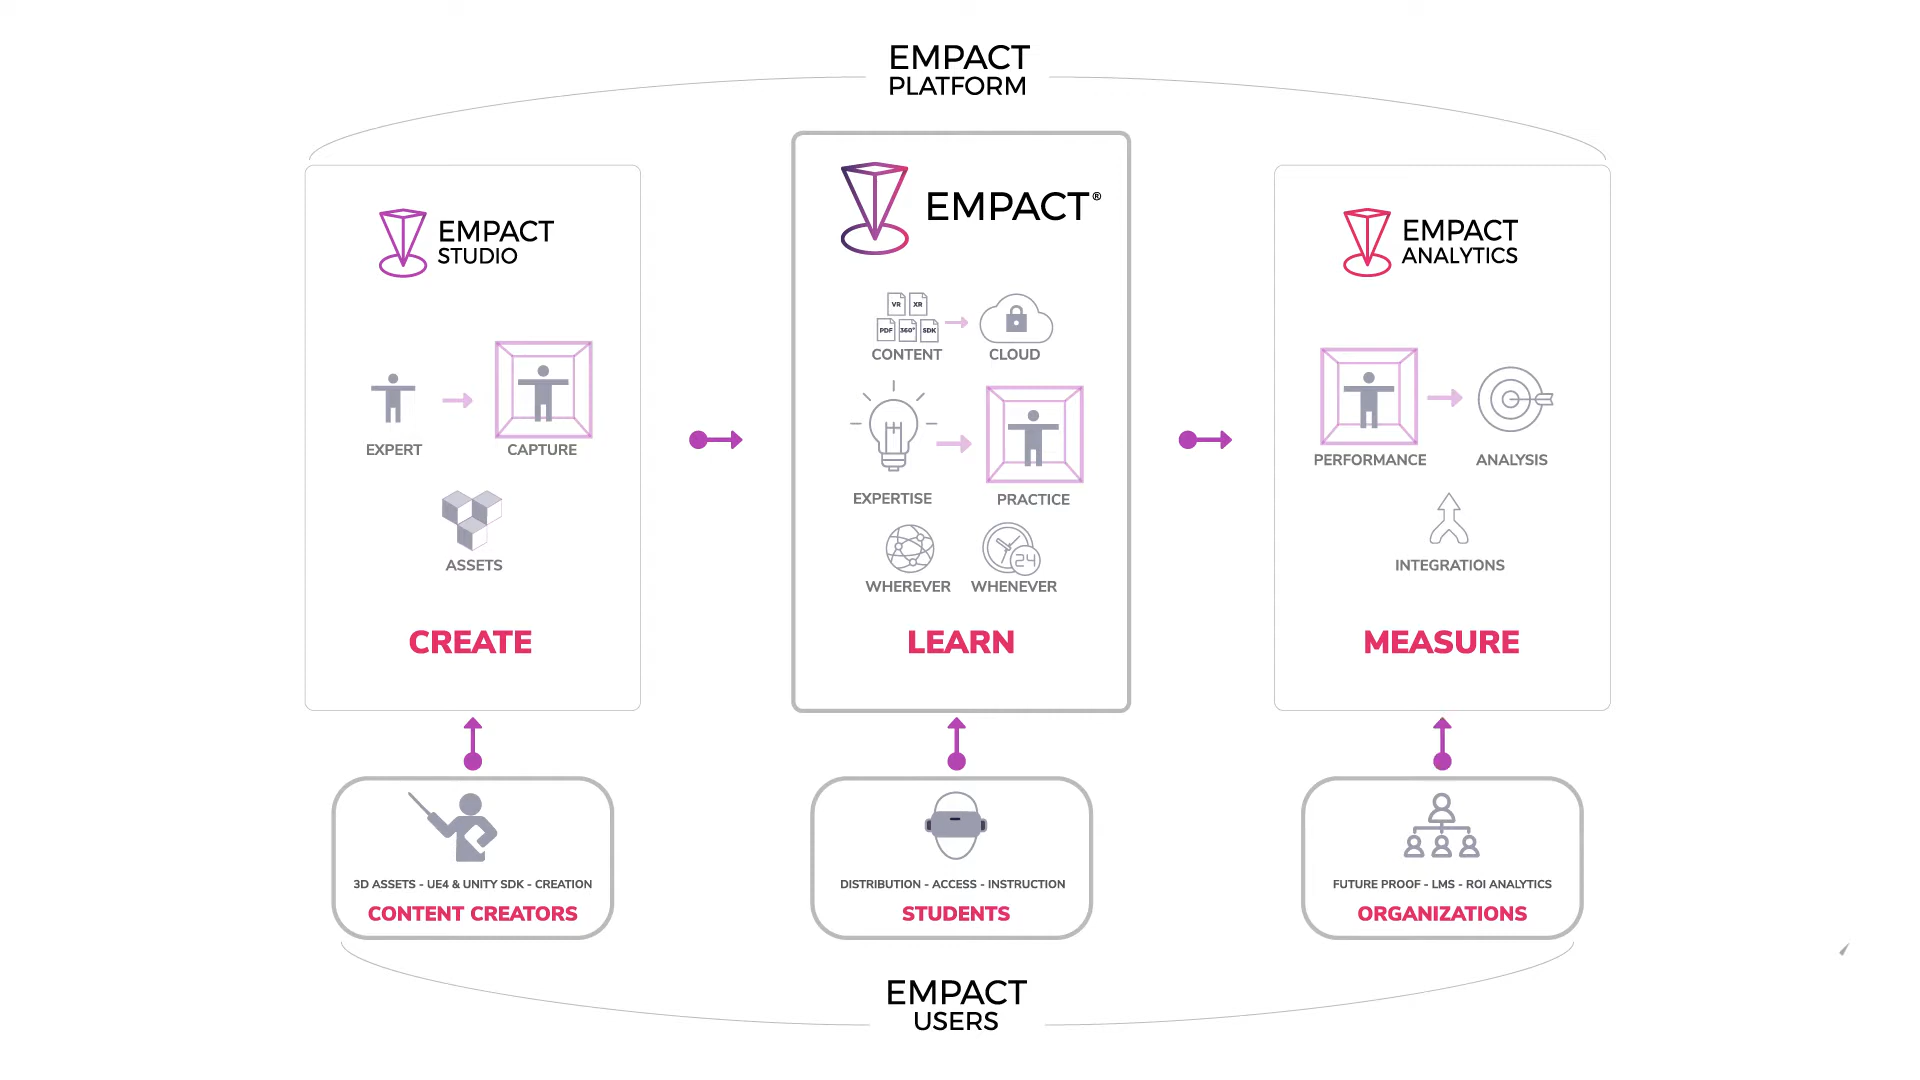 EMPACT
PLATFORM
EMPACT
STUDIO
EXPERT
CAPTURE
ASSETS
CREATE
EMPACT®
VR
XR
PDF
360°
SDK
CONTENT
CLOUD
EXPERTISE
PRACTICE
24
WHEREVER
WHENEVER
LEARN
EMPACT
ANALYTICS
PERFORMANCE
ANALYSIS
INTEGRATIONS
MEASURE
3D ASSETS - UE4 & UNITY SDK - CREATION
CONTENT CREATORS
DISTRIBUTION - ACCESS - INSTRUCTION
STUDENTS
FUTURE PROOF - LMS - ROI ANALYTICS
ORGANIZATIONS
EMPACT
USERS